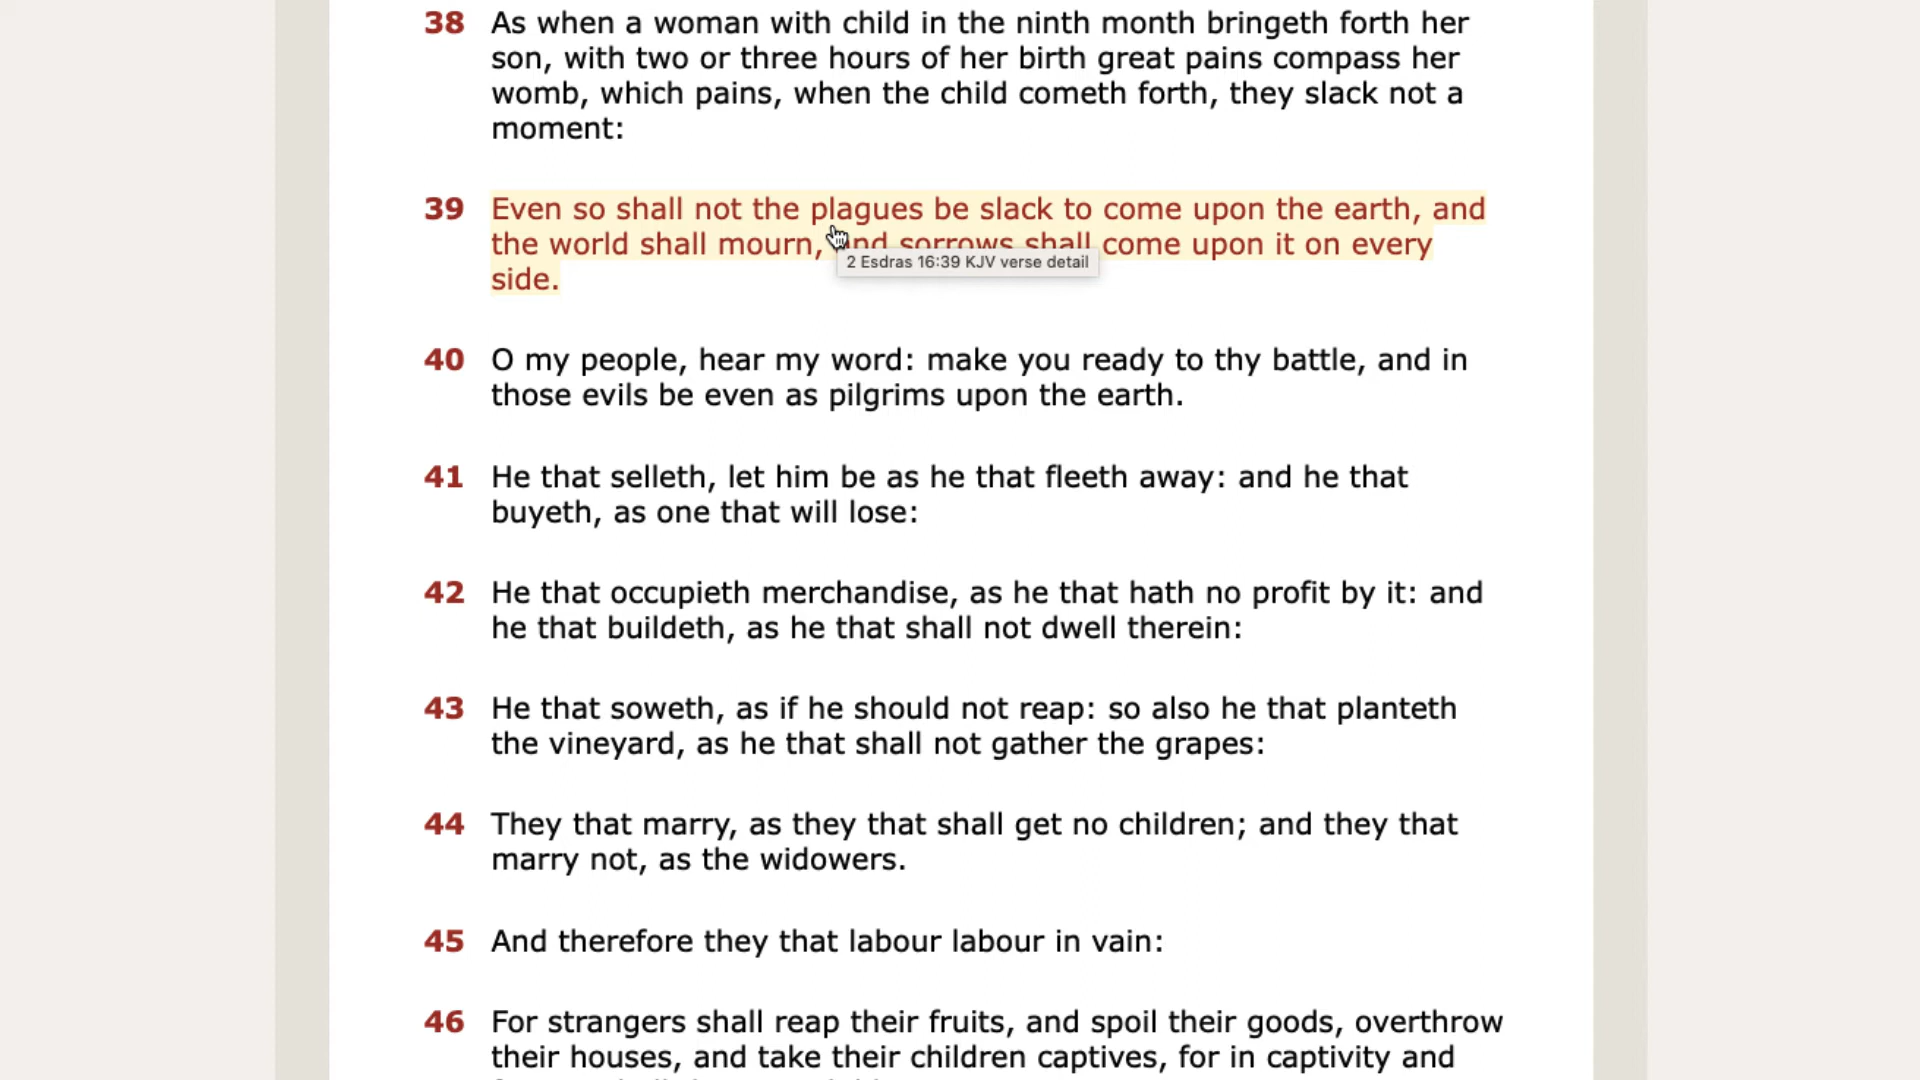 38 As when a woman with child in the ninth month bringeth forth her
son, with two or three hours of her birth great pains compass her
womb, which pains, when the child cometh forth, they slack not a
moment:
39 Even so shall not the plagues be slack to come upon the earth, and
the world shall mourn, and sorrows shall come upon it on every
2 Esdras 16:39 KJV verse detail
side.
40 O my people, hear my word: make you ready to thy battle, and in
those evils be even as pilgrims upon the earth.
41 He that selleth, let him be as he that fleeth away: and he that
buyeth, as one that will lose:
42 He that occupieth merchandise, as he that hath no profit by it: and
he that buildeth, as he that shall not dwell therein:
43 He that soweth, as if he should not reap: so also he that planteth
the vineyard, as he that shall not gather the grapes:
44 They that marry, as they that shall get no children; and they that
marry not, as the widowers.
45 And therefore they that labour labour in vain:
46 For strangers shall reap their fruits, and spoil their goods, overthrow
their houses, and take their children captives, for in captivity and